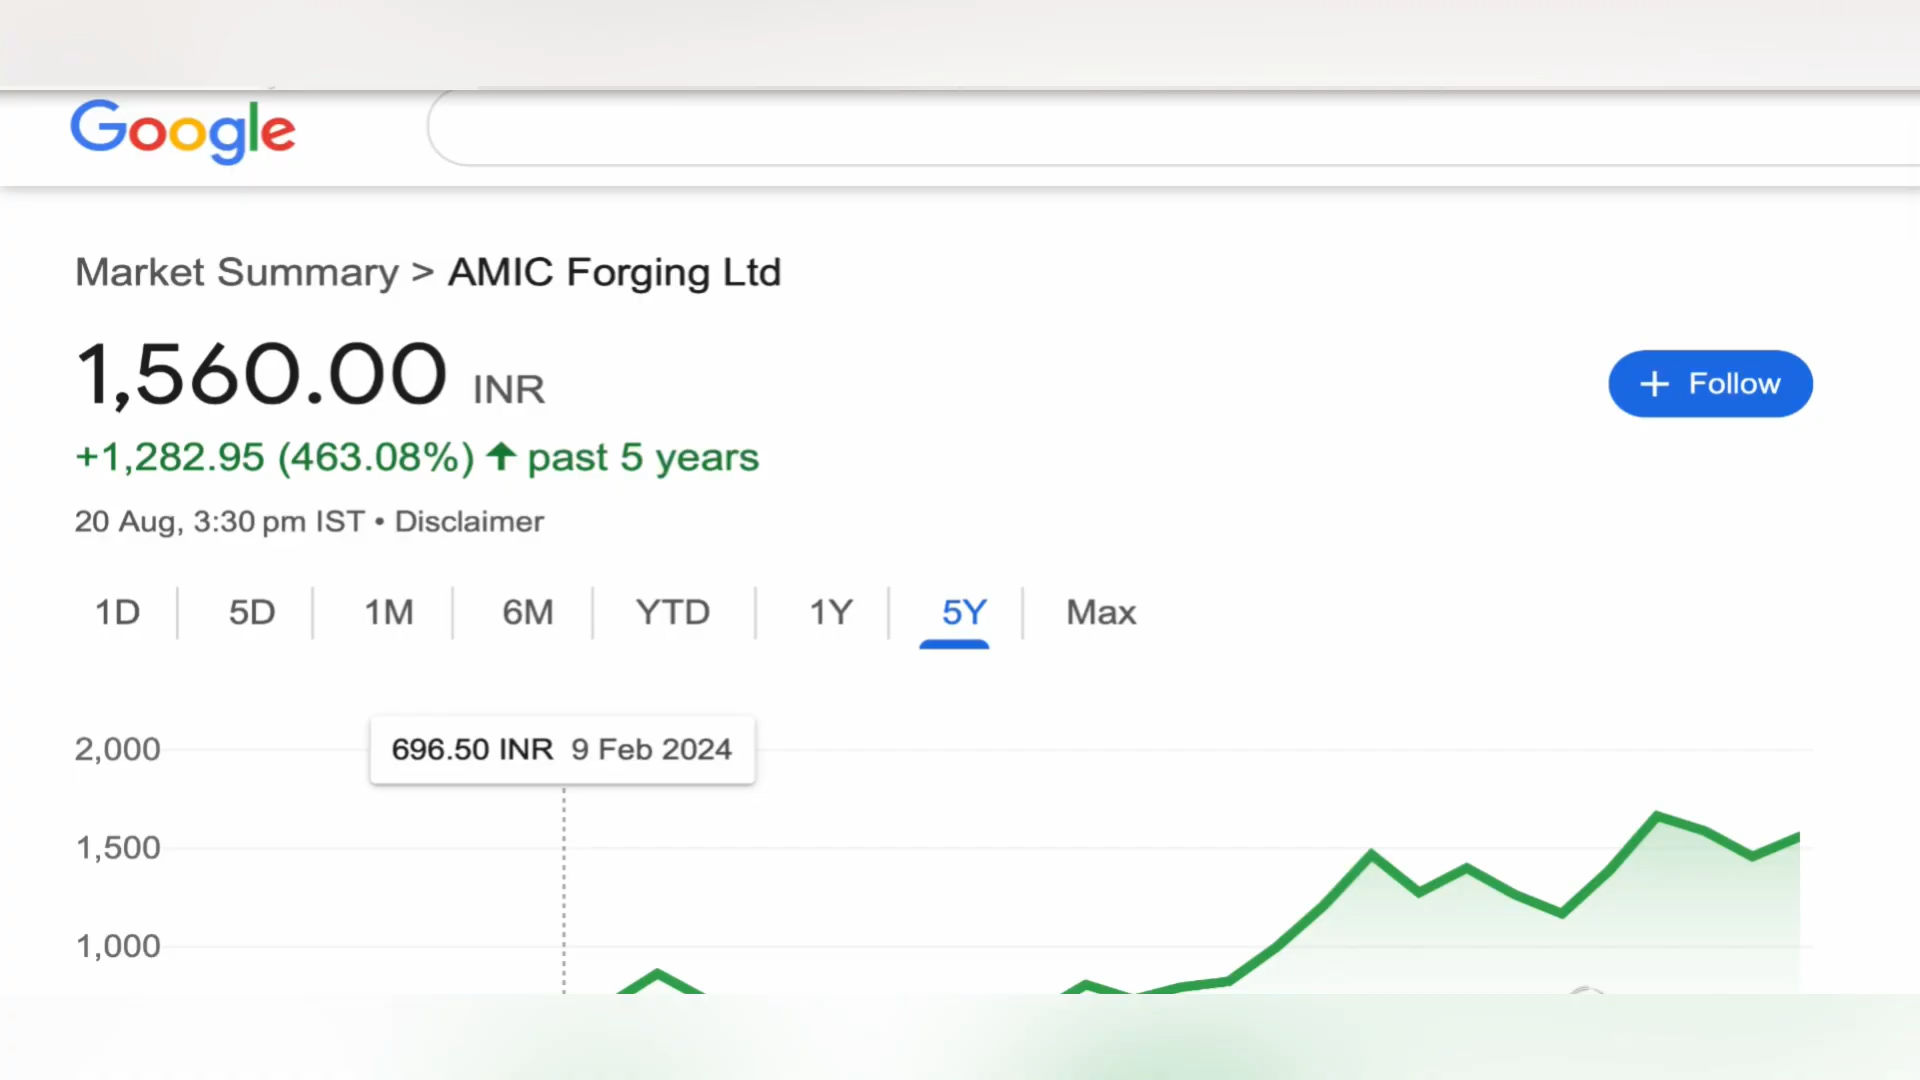 Google
Market Summary > AMIC Forging Ltd
1,560.00 INR
+ Follow
+1,282.95 (463.08%) ↑ past 5 years
20 Aug, 3:30 pm IST • Disclaimer
1D 5D 1M 6M YTD 1Y 5Y Max
696.50 INR 9 Feb 2024
2,000
1,500
1,000